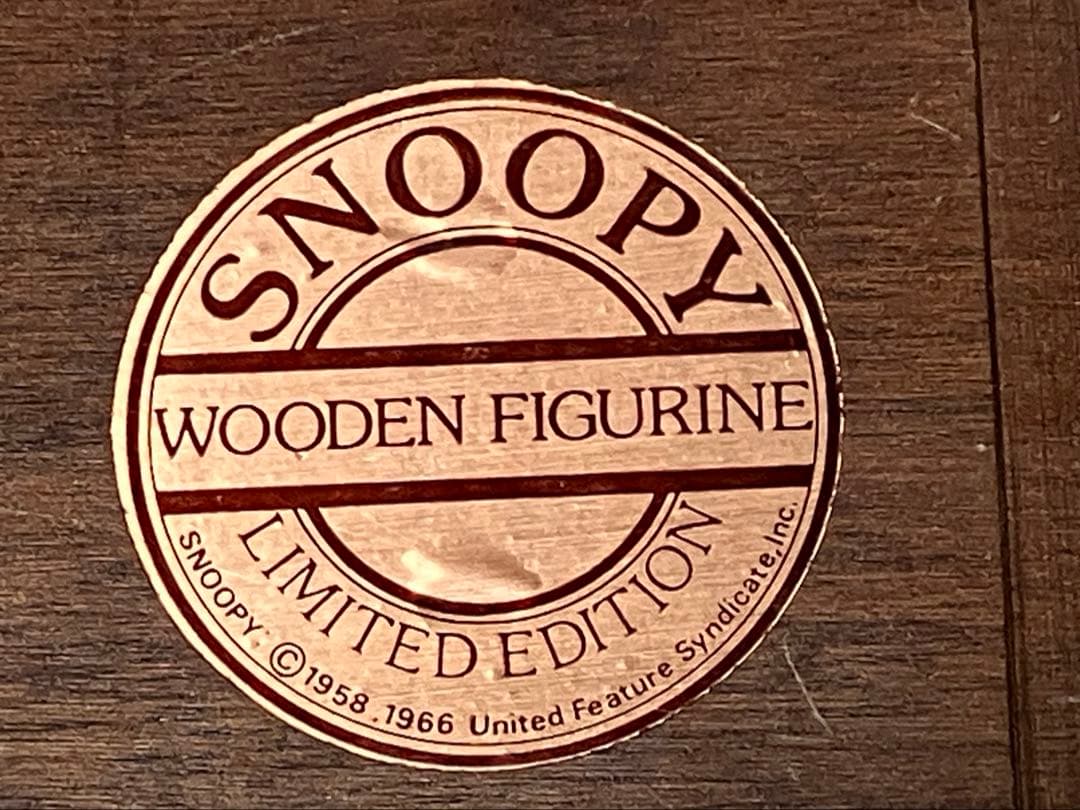 SNOOPY
WOODEN FIGURINE
LIMITED EDITION
SNOOPY: ©1958.1966 United Feature Syndicate,Inc.